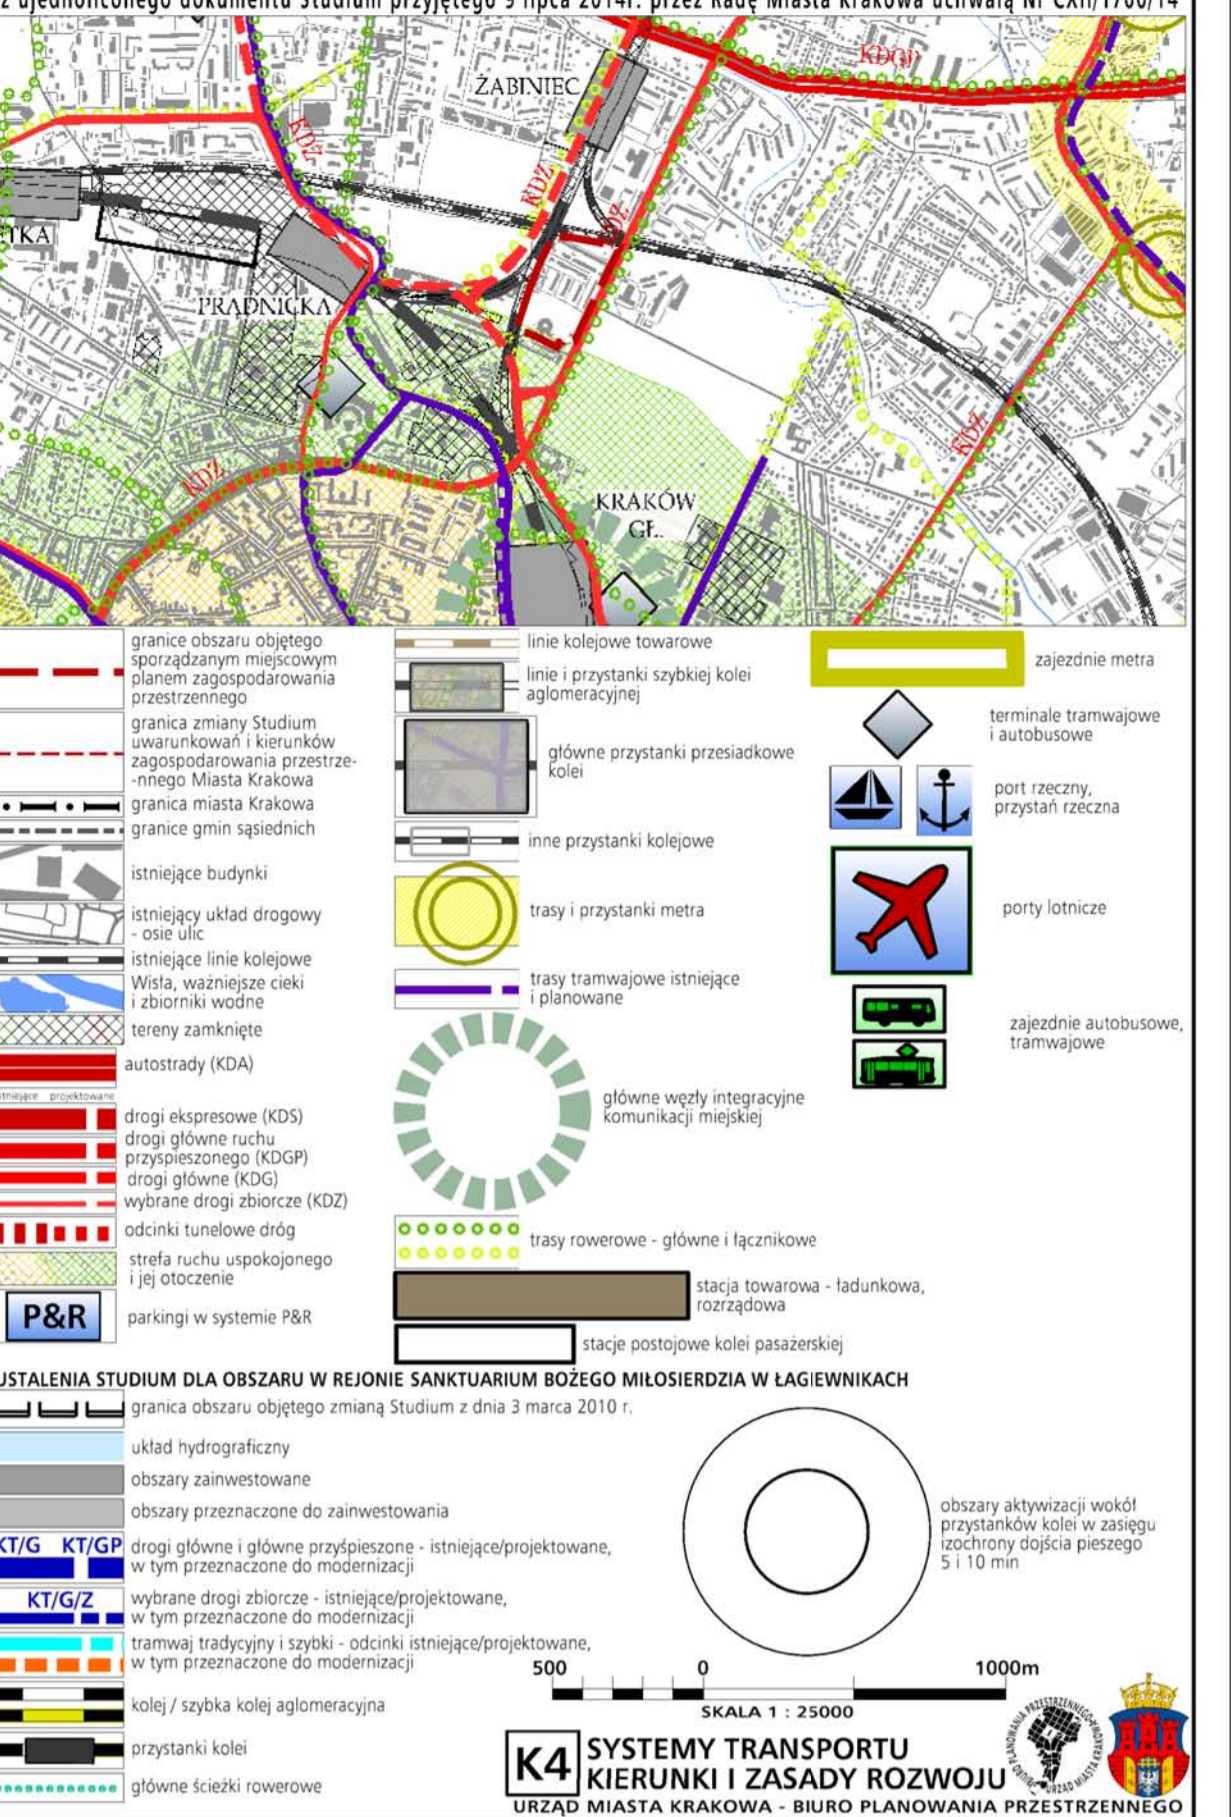 z ujednoliconego dokumentu Studium przyjętego 9 lipca 2014r. przez Radę Miasta Krakowa uchwałą Nr CXII/1700/14
KDGP
ŻABINIEC
KDZ
KDZ
KDZ
TKA
PRĄDNICKA
KDZ
KDZ
KRAKÓW
GŁ.
granice obszaru objętego
sporządzanym miejscowym
planem zagospodarowania
przestrzennego
granica zmiany Studium
uwarunkowań i kierunków
zagospodarowania przestrze-
-nnego Miasta Krakowa
granica miasta Krakowa
granice gmin sąsiednich
istniejące budynki
istniejący układ drogowy
- osie ulic
istniejące linie kolejowe
Wisła, ważniejsze cieki
i zbiorniki wodne
tereny zamknięte
autostrady (KDA)
tniejące projektowane
drogi ekspresowe (KDS)
drogi główne ruchu
przyspieszonego (KDGP)
drogi główne (KDG)
wybrane drogi zbiorcze (KDZ)
odcinki tunelowe dróg
strefa ruchu uspokojonego
i jej otoczenie
P&R
parkingi w systemie P&R
linie kolejowe towarowe
linie i przystanki szybkiej kolei
aglomeracyjnej
główne przystanki przesiadkowe
kolei
inne przystanki kolejowe
trasy i przystanki metra
trasy tramwajowe istniejące
i planowane
główne węzły integracyjne
komunikacji miejskiej
trasy rowerowe - główne i łącznikowe
stacja towarowa - ładunkowa,
rozrządowa
stacje postojowe kolei pasażerskiej
zajezdnie metra
terminale tramwajowe
i autobusowe
port rzeczny,
przystań rzeczna
porty lotnicze
zajezdnie autobusowe,
tramwajowe
USTALENIA STUDIUM DLA OBSZARU W REJONIE SANKTUARIUM BOŻEGO MIŁOSIERDZIA W ŁAGIEWNIKACH
granica obszaru objętego zmianą Studium z dnia 3 marca 2010 r.
układ hydrograficzny
obszary zainwestowane
obszary przeznaczone do zainwestowania
KT/G KT/GP
drogi główne i główne przyśpieszone - istniejące/projektowane,
w tym przeznaczone do modernizacji
KT/G/Z
wybrane drogi zbiorcze - istniejące/projektowane,
w tym przeznaczone do modernizacji
tramwaj tradycyjny i szybki - odcinki istniejące/projektowane,
w tym przeznaczone do modernizacji
kolej / szybka kolej aglomeracyjna
przystanki kolei
główne ścieżki rowerowe
obszary aktywizacji wokół
przystanków kolei w zasięgu
izochrony dojścia pieszego
5 i 10 min
500 0 1000m
SKALA 1 : 25000
K4
SYSTEMY TRANSPORTU
KIERUNKI I ZASADY ROZWOJU
URZĄD MIASTA KRAKOWA - BIURO PLANOWANIA PRZESTRZENNEGO